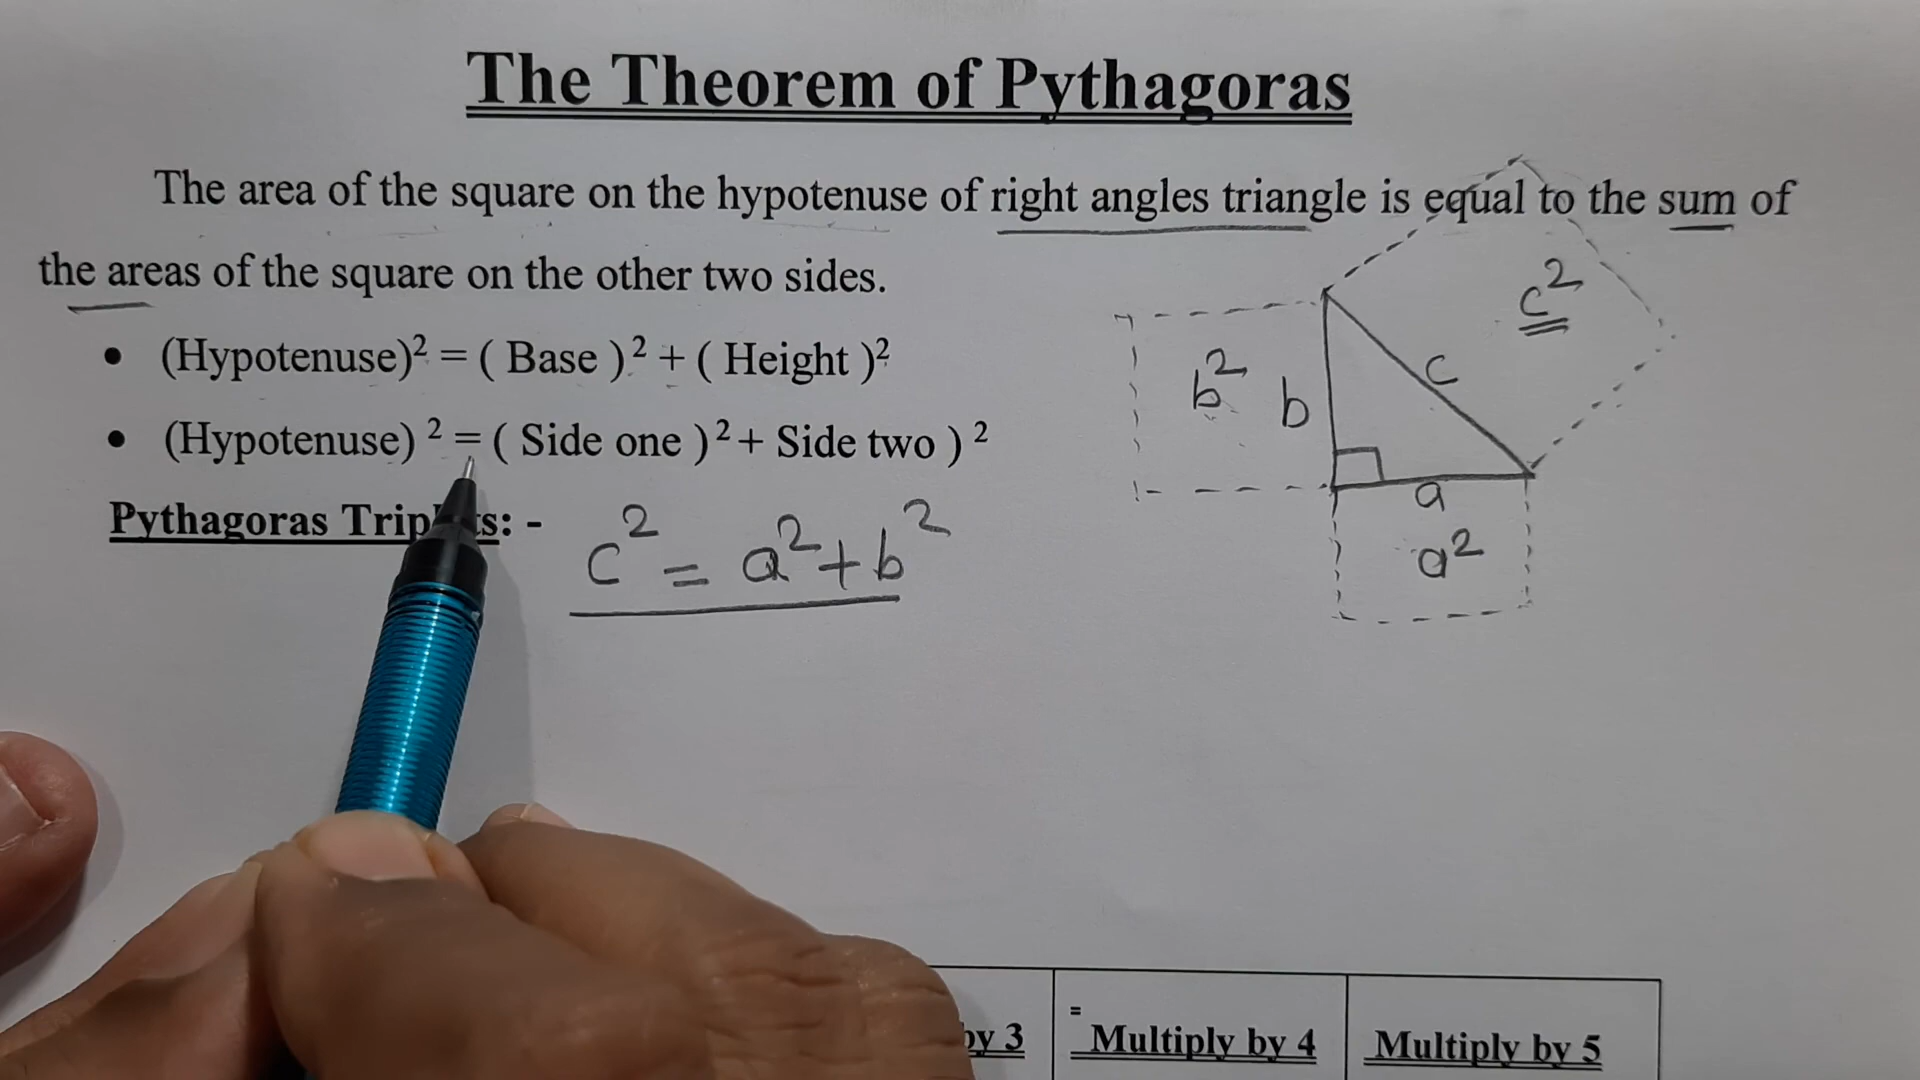 The Theorem of Pythagoras
The area of the square on the hypotenuse of right angles triangle is equal to the sum of
the areas of the square on the other two sides.
• (Hypotenuse)² = ( Base )² + ( Height )²
• (Hypotenuse) ² = ( Side one )² + Side two ) ²
Pythagoras : -
c² = a² + b²
c²
b² b c
a
a²
by 3 = Multiply by 4 Multiply by 5